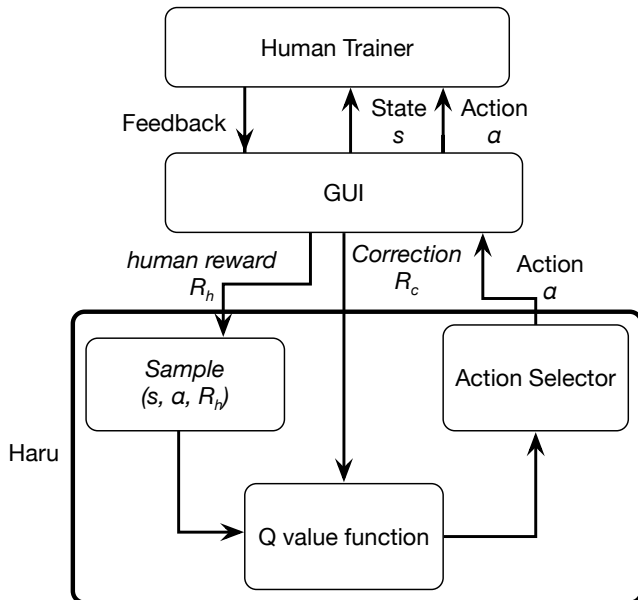 Human Trainer
Feedback
State
s
Action
a
GUI
human reward
R_h
Correction
R_c
Action
a
Sample
(s, a, R_h)
Action Selector
Haru
Q value function